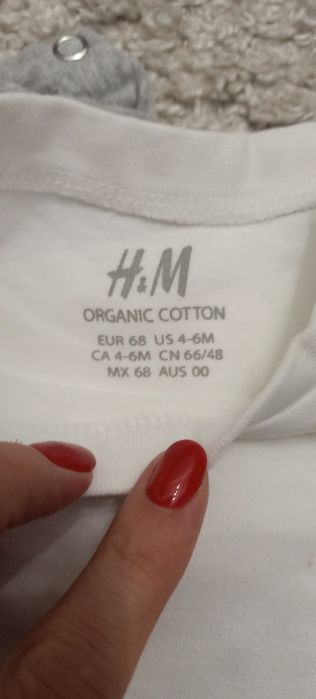 H&M
ORGANIC COTTON
EUR 68 US 4-6M
CA 4-6M CN 66/48
MX 68 AUS 00